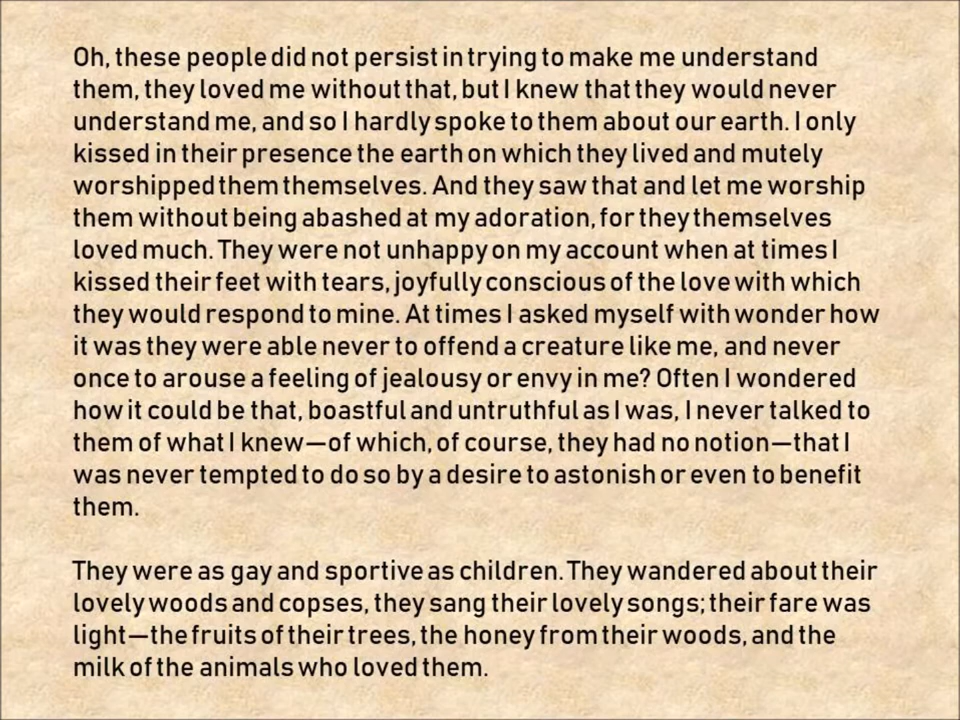 Oh, these people did not persist in trying to make me understand
them, they loved me without that, but I knew that they would never
understand me, and so I hardly spoke to them about our earth. I only
kissed in their presence the earth on which they lived and mutely
worshipped them themselves. And they saw that and let me worship
them without being abashed at my adoration, for they themselves
loved much. They were not unhappy on my account when at times I
kissed their feet with tears, joyfully conscious of the love with which
they would respond to mine. At times I asked myself with wonder how
it was they were able never to offend a creature like me, and never
once to arouse a feeling of jealousy or envy in me? Often I wondered
how it could be that, boastful and untruthful as I was, I never talked to
them of what I knew—of which, of course, they had no notion—that I
was never tempted to do so by a desire to astonish or even to benefit
them.

They were as gay and sportive as children. They wandered about their
lovely woods and copses, they sang their lovely songs; their fare was
light—the fruits of their trees, the honey from their woods, and the
milk of the animals who loved them.